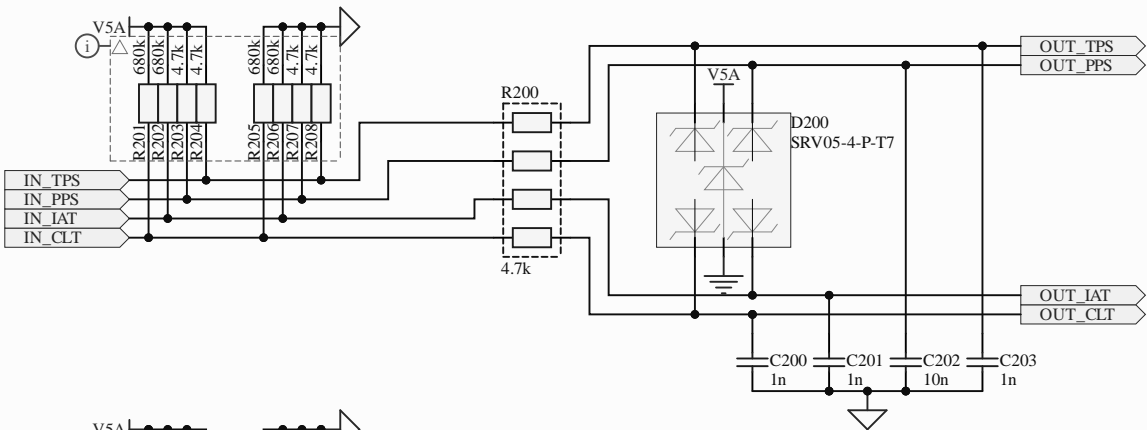 V5A
i
680k
680k
4.7k
4.7k
680k
680k
4.7k
4.7k
R201
R202
R203
R204
R205
R206
R207
R208
IN_TPS
IN_PPS
IN_IAT
IN_CLT
R200
4.7k
V5A
D200
SRV05-4-P-T7
OUT_TPS
OUT_PPS
OUT_IAT
OUT_CLT
C200
1n
C201
1n
C202
10n
C203
1n
V5A